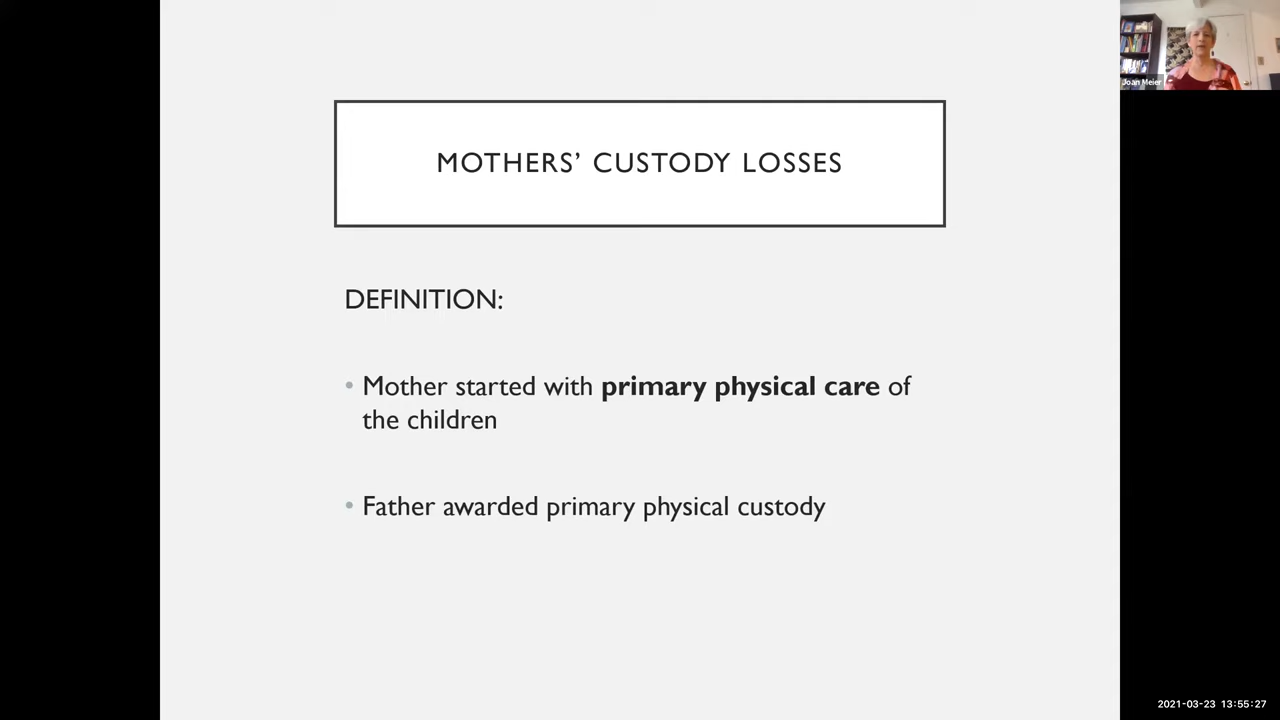 MOTHERS’ CUSTODY LOSSES
Joan Meier
DEFINITION:
• Mother started with primary physical care of
the children
• Father awarded primary physical custody
2021-03-23 13:55:27